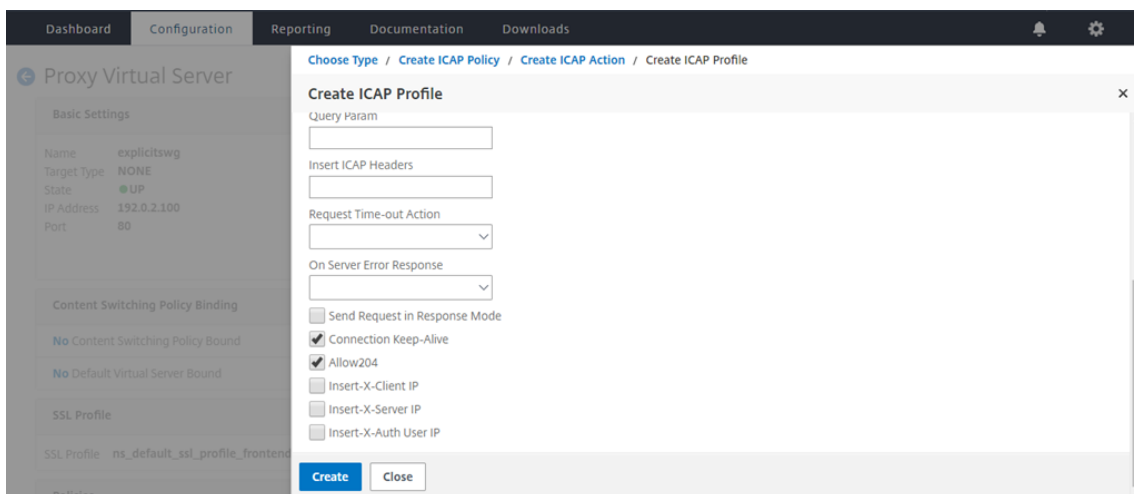 Dashboard Configuration Reporting Documentation Downloads
Proxy Virtual Server
Basic Settings
Name explicitswg
Target Type NONE
State UP
IP Address 192.0.2.100
Port 80
Content Switching Policy Binding
No Content Switching Policy Bound
No Default Virtual Server Bound
SSL Profile
SSL Profile ns_default_ssl_profile_frontend
Choose Type / Create ICAP Policy / Create ICAP Action / Create ICAP Profile
Create ICAP Profile
Query Param
Insert ICAP Headers
Request Time-out Action
On Server Error Response
Send Request in Response Mode
Connection Keep-Alive
Allow204
Insert-X-Client IP
Insert-X-Server IP
Insert-X-Auth User IP
Create Close